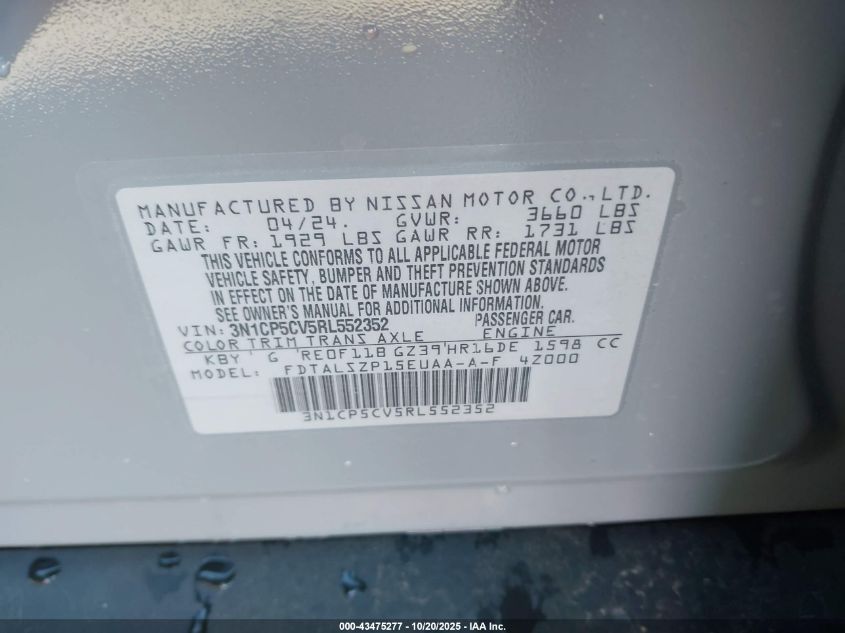 MANUFACTURED BY NISSAN MOTOR CO., LTD.
DATE: 04/24. GVWR: 3660 LBS
GAWR FR: 1929 LBS GAWR RR: 1731 LBS
THIS VEHICLE CONFORMS TO ALL APPLICABLE FEDERAL MOTOR
VEHICLE SAFETY, BUMPER AND THEFT PREVENTION STANDARDS
IN EFFECT ON THE DATE OF MANUFACTURE SHOWN ABOVE.
SEE OWNER'S MANUAL FOR ADDITIONAL INFORMATION.
VIN: 3N1CP5CV5RL552352 PASSENGER CAR.
COLOR TRIM TRANS AXLE ENGINE
KBY G RE0F11B GZ39 HR16DE 1598 CC
MODEL: FDTALSZP15EUAA-A-F 4Z000
3N1CP5CV5RL552352
000-43475277 - 10/20/2025 - IAA Inc.